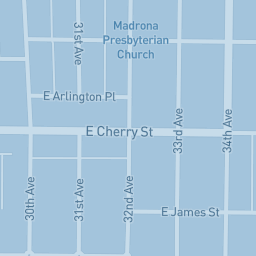 Madrona
Presbyterian
Church
31st Ave
E Arlington Pl
E Cherry St
33rd Ave
34th Ave
30th Ave
31st Ave
32nd Ave
E James St